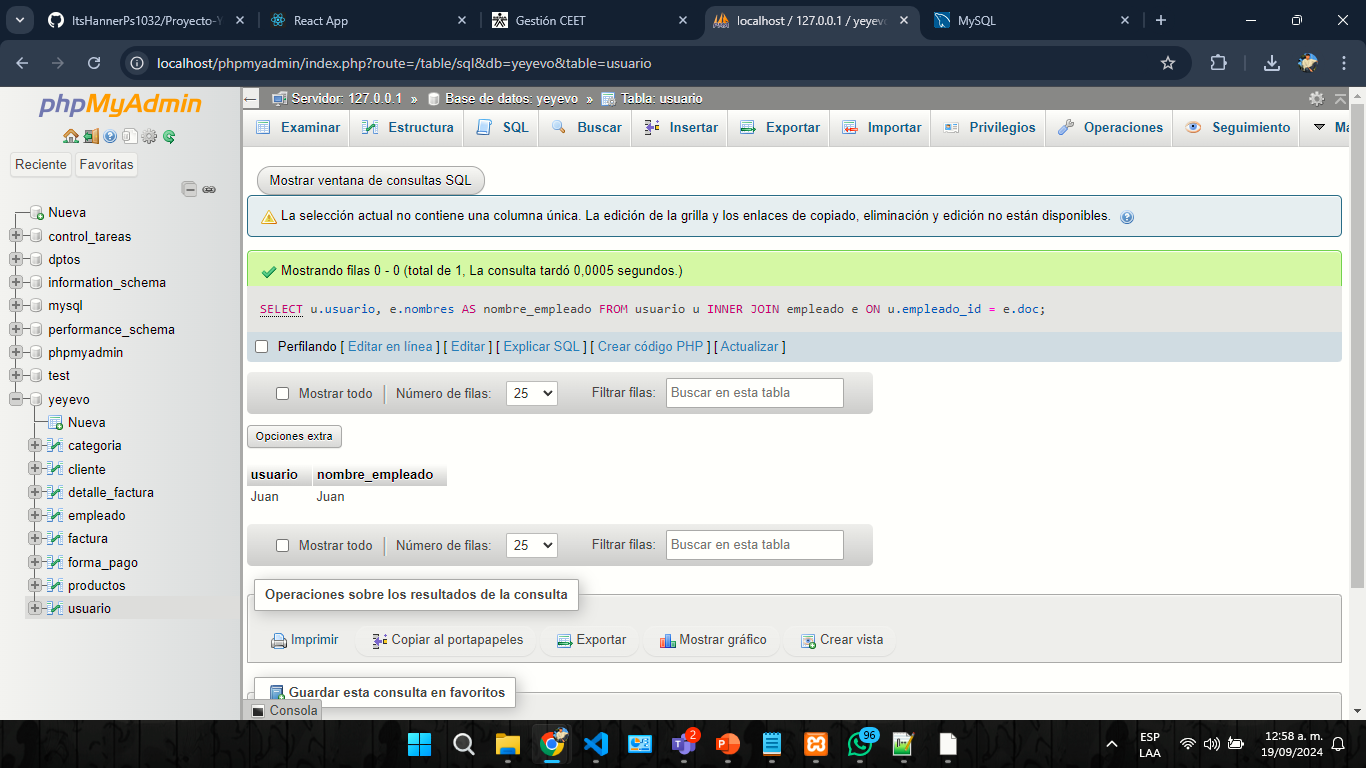 ItsHannerPs1032/Proyecto-Y
React App
Gestión CEET
localhost / 127.0.0.1 / yeyevo
MySQL
localhost/phpmyadmin/index.php?route=/table/sql&db=yeyevo&table=usuario
phpMyAdmin
Reciente
Favoritas
Nueva
control_tareas
dptos
information_schema
mysql
performance_schema
phpmyadmin
test
yeyevo
Nueva
categoria
cliente
detalle_factura
empleado
factura
forma_pago
productos
usuario
Servidor: 127.0.0.1 » Base de datos: yeyevo » Tabla: usuario
Examinar Estructura SQL Buscar Insertar Exportar Importar Privilegios Operaciones Seguimiento Má
Mostrar ventana de consultas SQL
La selección actual no contiene una columna única. La edición de la grilla y los enlaces de copiado, eliminación y edición no están disponibles.
Mostrando filas 0 - 0 (total de 1, La consulta tardó 0,0005 segundos.)
SELECT u.usuario, e.nombres AS nombre_empleado FROM usuario u INNER JOIN empleado e ON u.empleado_id = e.doc;
Perfilando [ Editar en línea ] [ Editar ] [ Explicar SQL ] [ Crear código PHP ] [ Actualizar ]
Mostrar todo Número de filas: 25 Filtrar filas: Buscar en esta tabla
Opciones extra
usuario nombre_empleado
Juan Juan
Mostrar todo Número de filas: 25 Filtrar filas: Buscar en esta tabla
Operaciones sobre los resultados de la consulta
Imprimir Copiar al portapapeles Exportar Mostrar gráfico Crear vista
Guardar esta consulta en favoritos
Consola
2
96
ESP
LAA
12:58 a. m.
19/09/2024